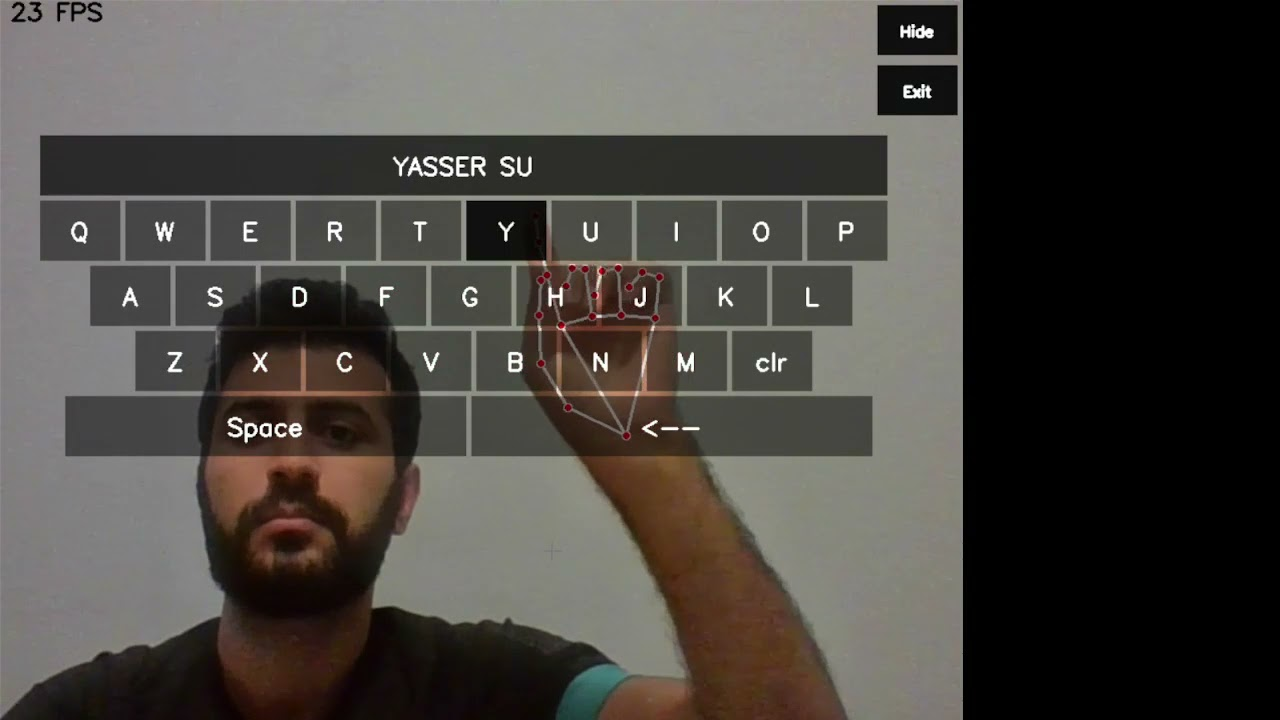 23 FPS
Hide
Exit
YASSER SU
Q W E R T Y U I O P
A S D F G H J K L
Z X C V B N M clr
Space <--